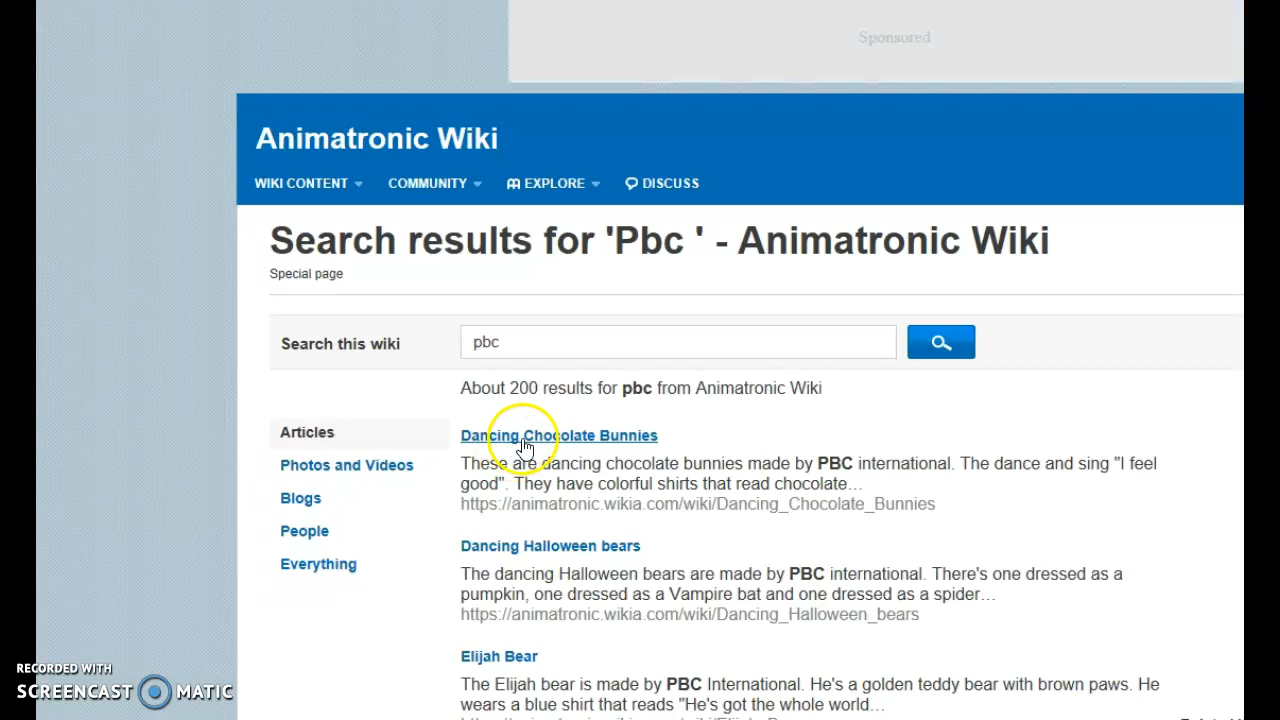 Sponsored
Animatronic Wiki
WIKI CONTENT COMMUNITY EXPLORE DISCUSS
Search results for 'Pbc ' - Animatronic Wiki
Special page
Search this wiki pbc
About 200 results for pbc from Animatronic Wiki
Articles
Photos and Videos
Blogs
People
Everything
Dancing Chocolate Bunnies
These are dancing chocolate bunnies made by PBC international. The dance and sing "I feel
good". They have colorful shirts that read chocolate…
https://animatronic.wikia.com/wiki/Dancing_Chocolate_Bunnies
Dancing Halloween bears
The dancing Halloween bears are made by PBC international. There's one dressed as a
pumpkin, one dressed as a Vampire bat and one dressed as a spider…
https://animatronic.wikia.com/wiki/Dancing_Halloween_bears
Elijah Bear
The Elijah bear is made by PBC International. He's a golden teddy bear with brown paws. He
wears a blue shirt that reads "He's got the whole world…
RECORDED WITH
SCREENCAST MATIC